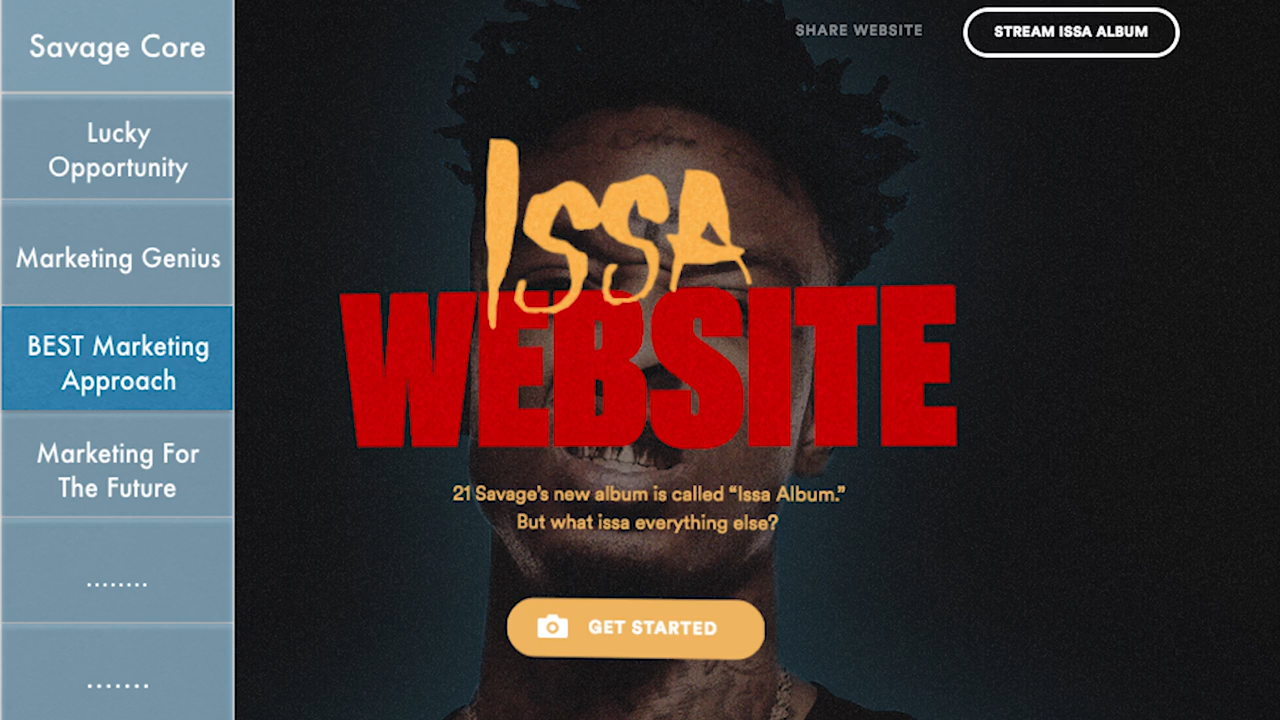 Savage Core
Lucky
Opportunity
Marketing Genius
BEST Marketing
Approach
Marketing For
The Future
........
.......
SHARE WEBSITE
STREAM ISSA ALBUM
ISSA
WEBSITE
21 Savage's new album is called “Issa Album.”
But what issa everything else?
GET STARTED